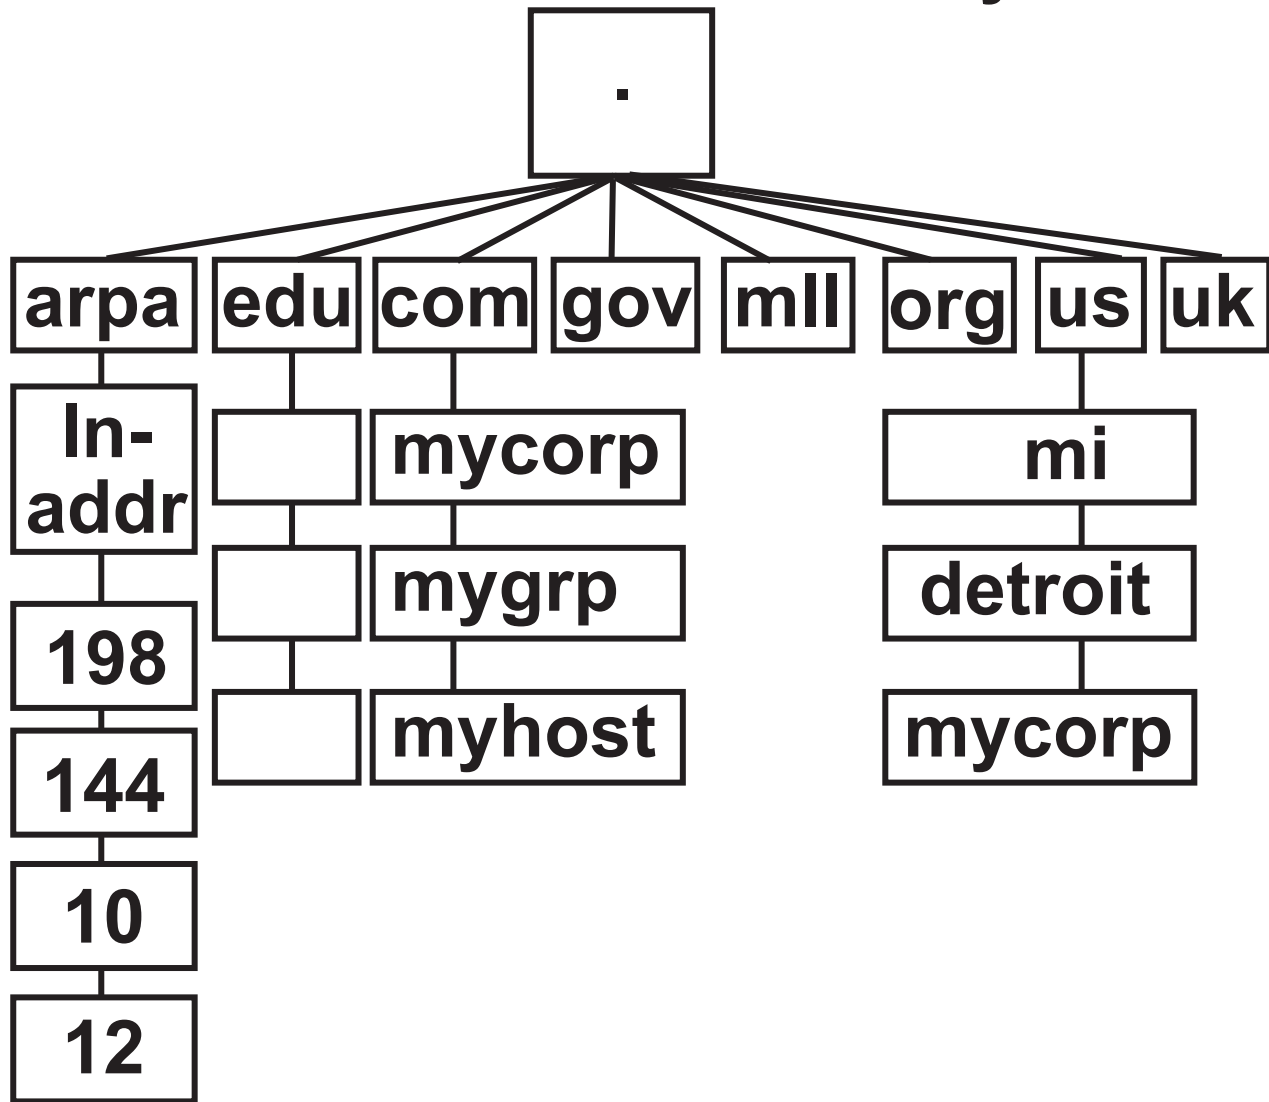 .
arpa edu com gov mll org us uk
In-
addr
mycorp
mi
mygrp
detroit
198
myhost
mycorp
144
10
12